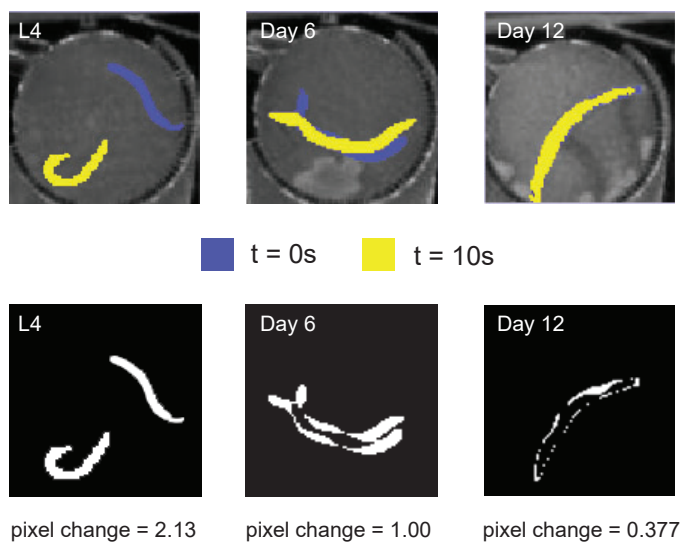 L4
Day 6
Day 12
t = 0s
t = 10s
L4
Day 6
Day 12
pixel change = 2.13
pixel change = 1.00
pixel change = 0.377